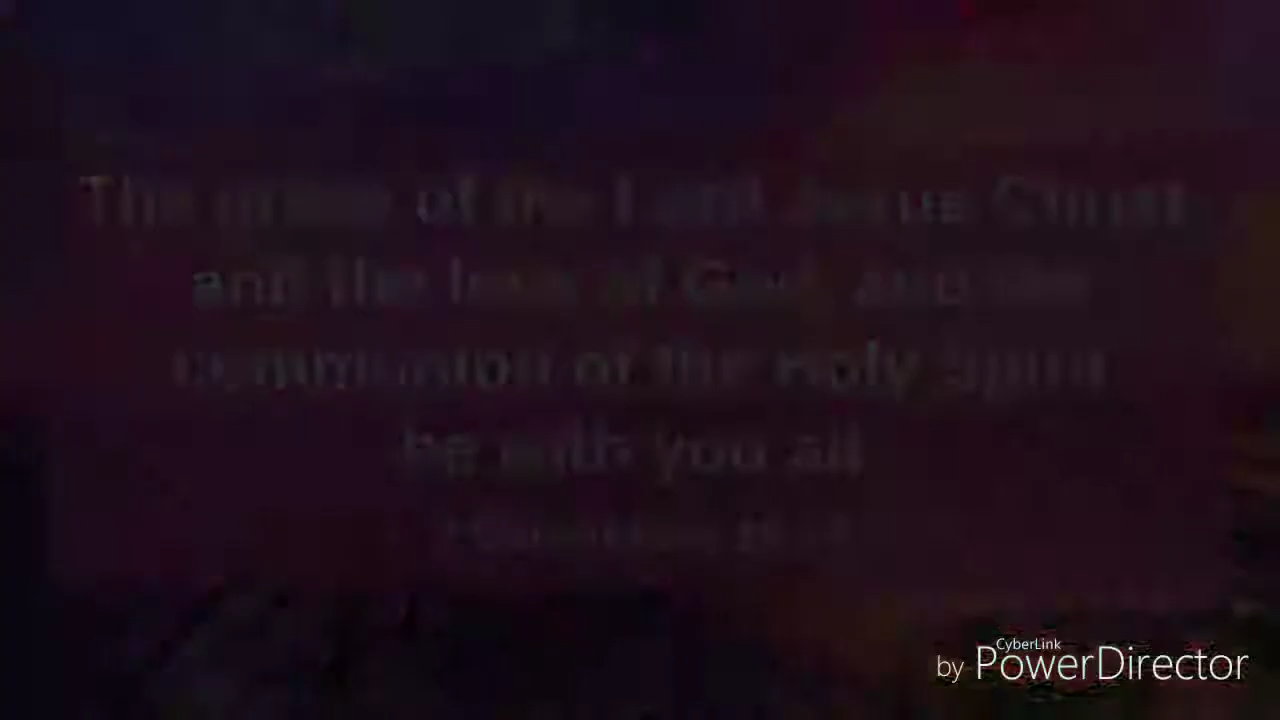 The grace of the Lord Jesus Christ
and the love of God, and the
communion of the Holy Spirit
be with you all
CyberLink
by PowerDirector